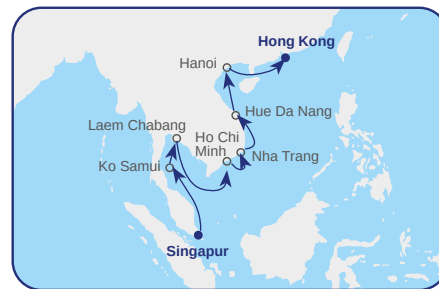 Hong Kong
Hanoi
Hue Da Nang
Laem Chabang
Ho Chi
Minh
Nha Trang
Ko Samui
Singapur